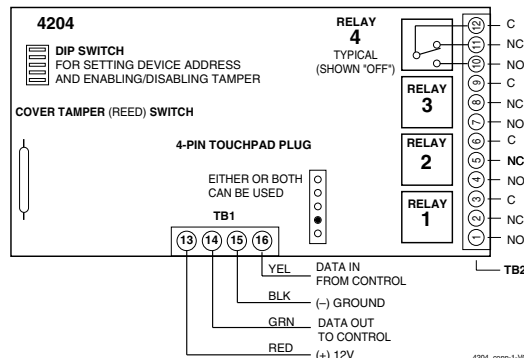 4204
DIP SWITCH
FOR SETTING DEVICE ADDRESS
AND ENABLING/DISABLING TAMPER
COVER TAMPER (REED) SWITCH
4-PIN TOUCHPAD PLUG
EITHER OR BOTH
CAN BE USED
TB1
13 14 15 16
RELAY
4
TYPICAL
(SHOWN "OFF")
RELAY
3
RELAY
2
RELAY
1
12 C
11 NC
10 NO
9 C
8 NC
7 NO
6 C
5 NC
4 NO
3 C
2 NC
1 NO
TB2
YEL DATA IN
FROM CONTROL
BLK (–) GROUND
GRN DATA OUT
TO CONTROL
RED (+) 12V